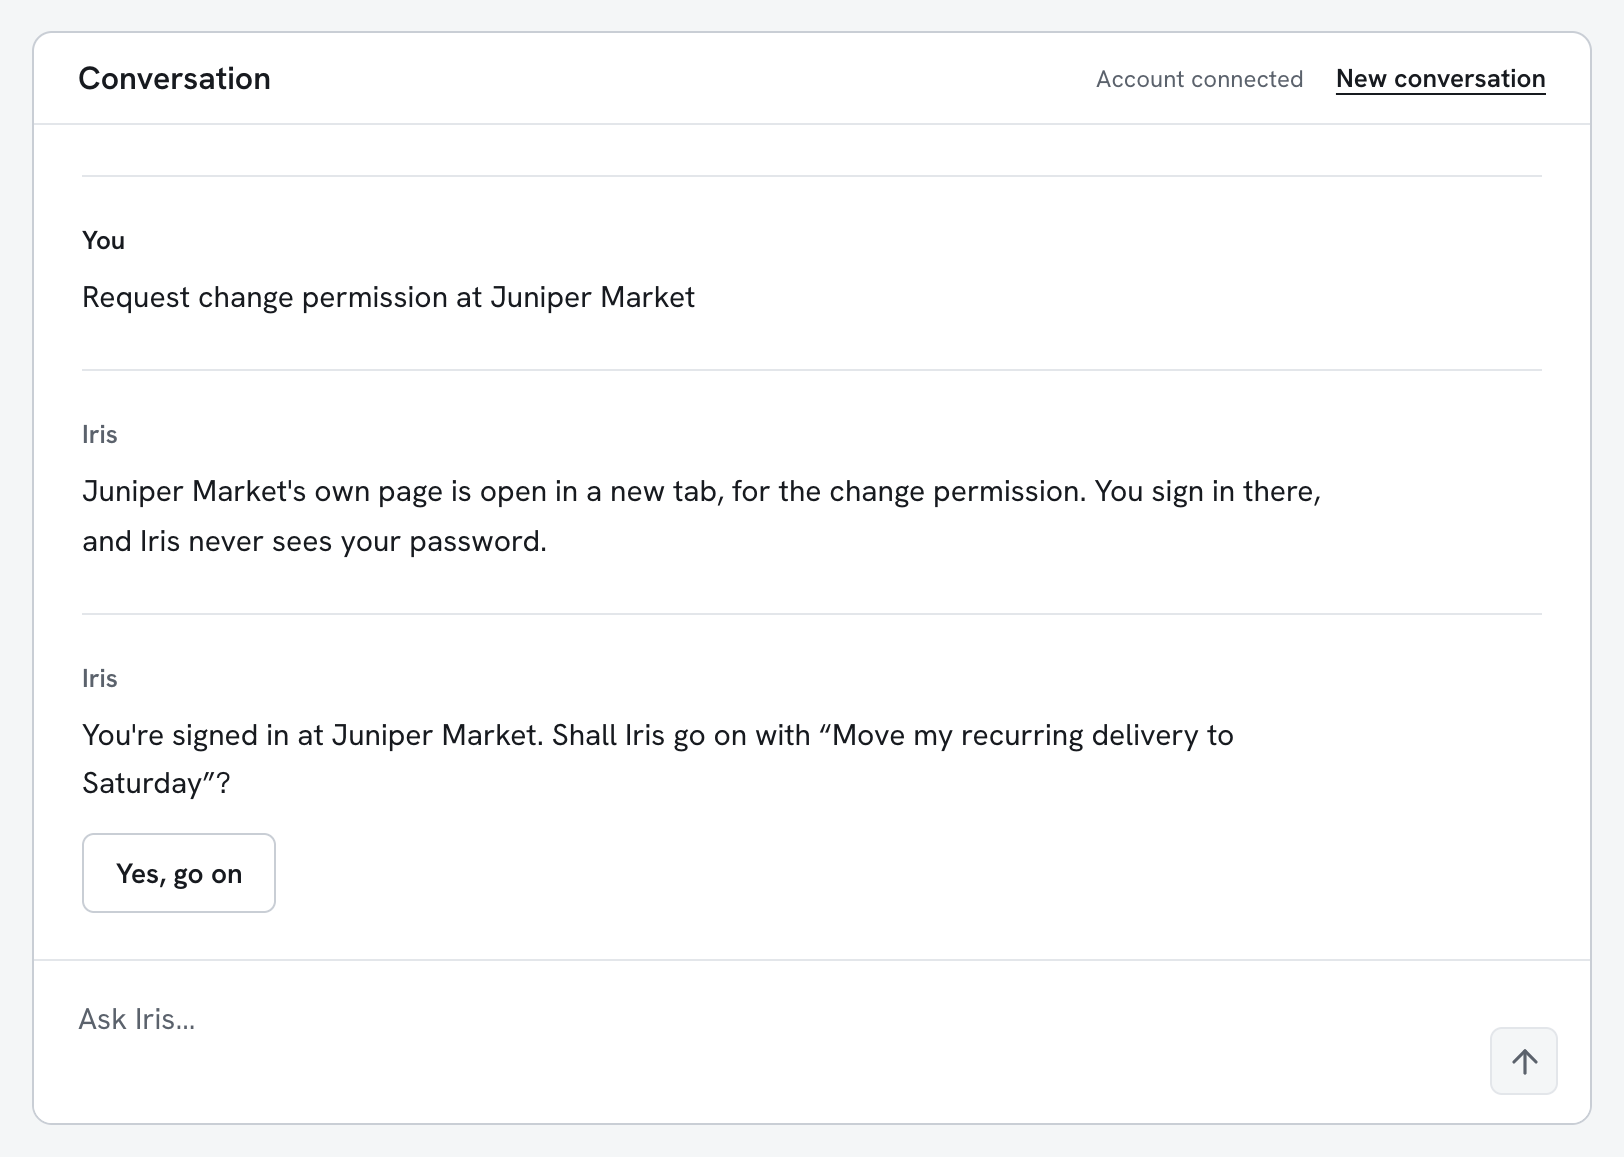 Conversation
Account connected
New conversation
You
Request change permission at Juniper Market
Iris
Juniper Market's own page is open in a new tab, for the change permission. You sign in there,
and Iris never sees your password.
Iris
You're signed in at Juniper Market. Shall Iris go on with “Move my recurring delivery to
Saturday”?
Yes, go on
Ask Iris...